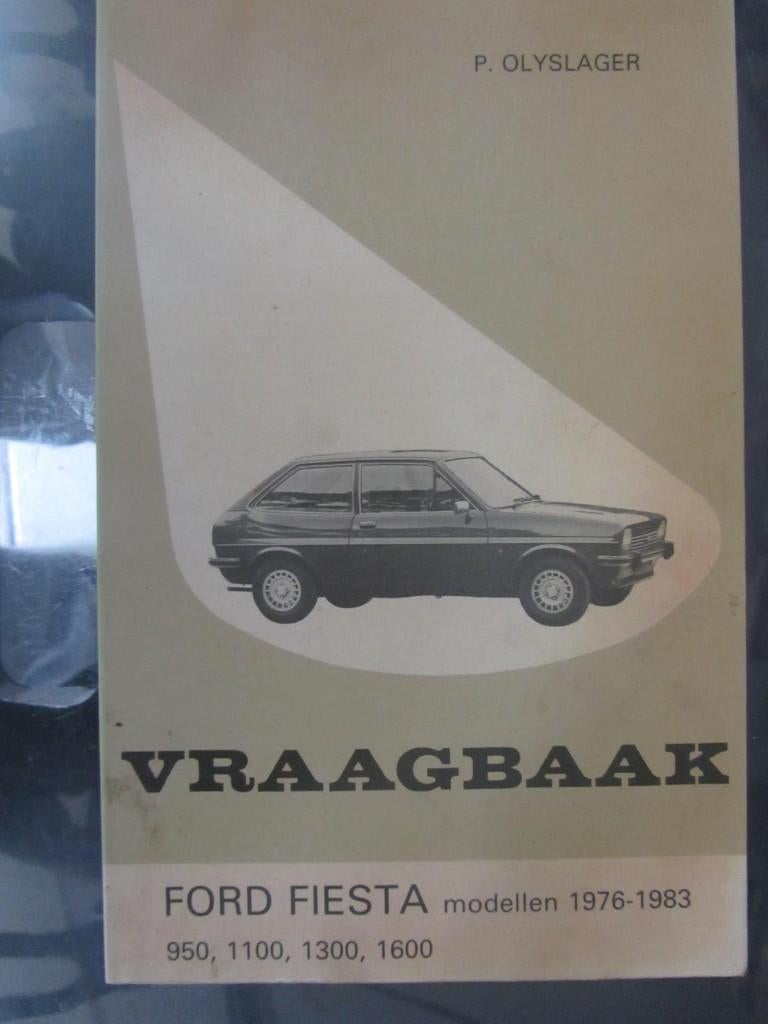 P. OLYSLAGER
VRAAGBAAK
FORD FIESTA modellen 1976-1983
950, 1100, 1300, 1600